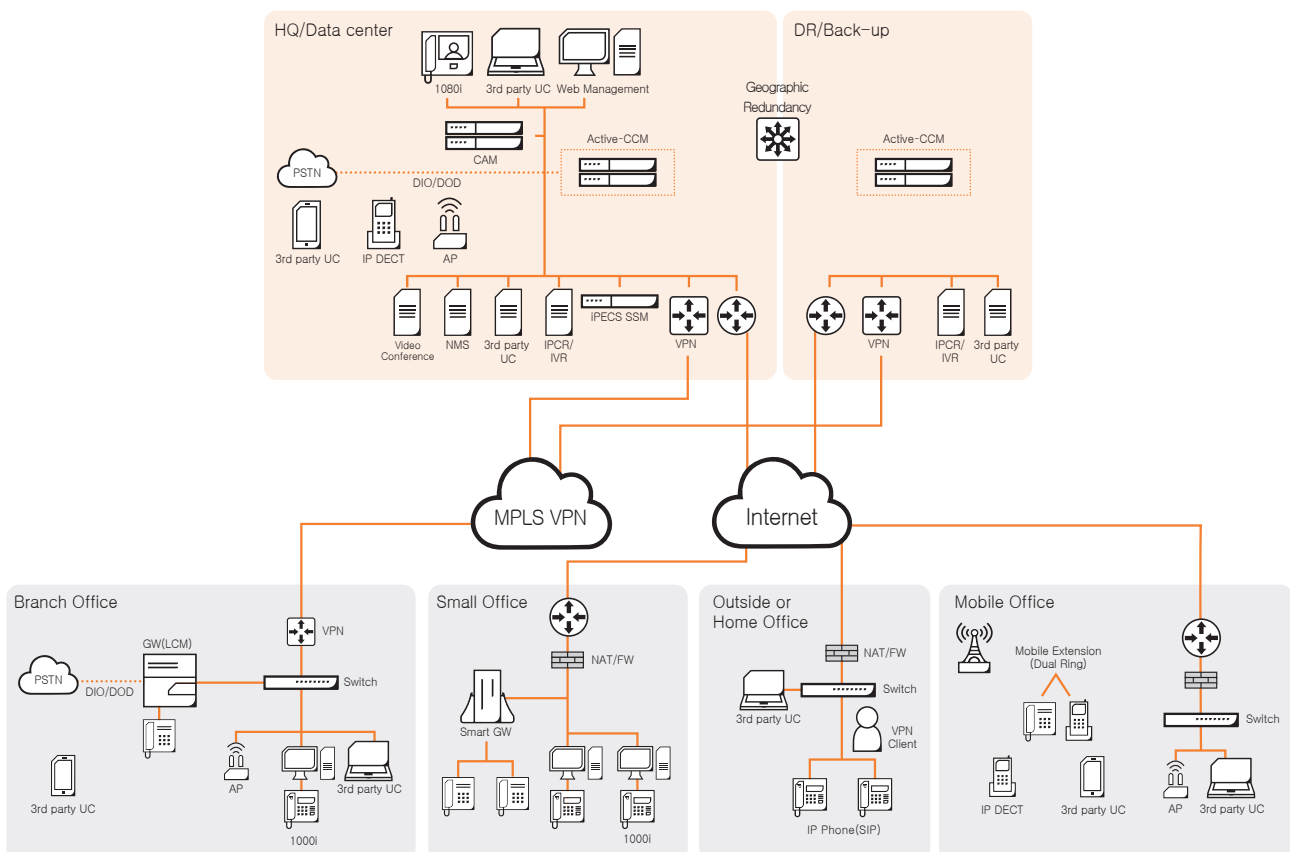 HQ/Data center
DR/Back-up
1080i
3rd party UC
Web Management
Geographic
Redundancy
CAM
Active-CCM
Active-CCM
PSTN
DIO/DOD
3rd party UC
IP DECT
AP
Video
Conference
NMS
3rd party
UC
IPCR/
IVR
iPECS SSM
VPN
VPN
IPCR/
IVR
3rd party
UC
MPLS VPN
Internet
Branch Office
VPN
GW(LCM)
PSTN
DIO/DOD
Switch
3rd party UC
AP
3rd party UC
1000i
Small Office
NAT/FW
Smart GW
1000i
Outside or
Home Office
NAT/FW
Switch
3rd party UC
VPN
Client
IP Phone(SIP)
Mobile Office
Mobile Extension
(Dual Ring)
Switch
IP DECT
3rd party UC
AP
3rd party UC